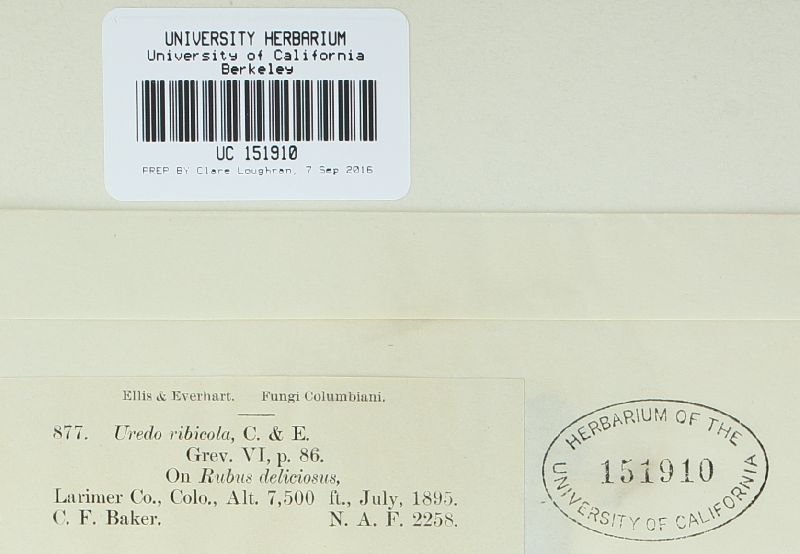 UNIVERSITY HERBARIUM
University of California
Berkeley
UC 151910
PREP BY Clare Loughran, 7 Sep 2016
Ellis & Everhart. Fungi Columbiani.
877. Uredo ribicola, C. & E.
Grev. VI, p. 86.
On Rubus deliciosus,
Larimer Co., Colo., Alt. 7,500 ft., July, 1895.
C. F. Baker. N. A. F. 2258.
HERBARIUM OF THE
151910
UNIVERSITY OF CALIFORNIA